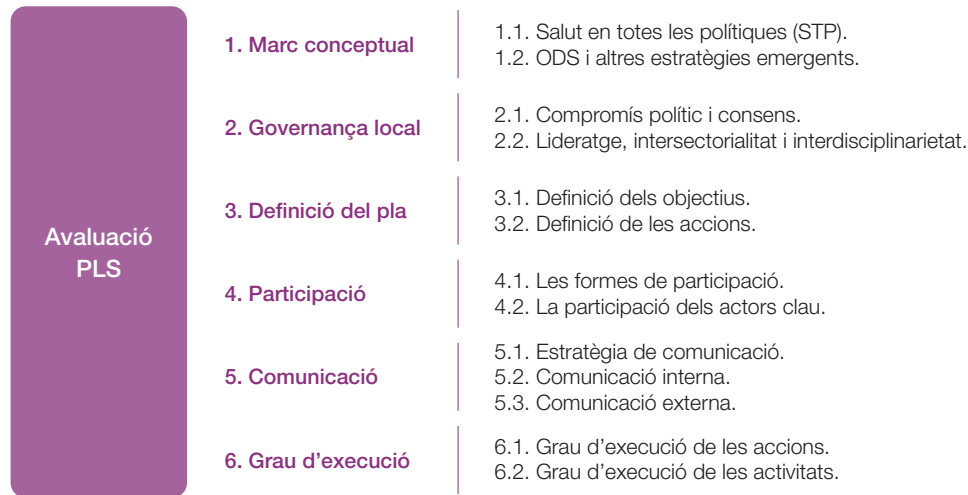 Avaluació
PLS
1. Marc conceptual
1.1. Salut en totes les polítiques (STP).
1.2. ODS i altres estratègies emergents.
2. Governança local
2.1. Compromís polític i consens.
2.2. Lideratge, intersectorialitat i interdisciplinarietat.
3. Definició del pla
3.1. Definició dels objectius.
3.2. Definició de les accions.
4. Participació
4.1. Les formes de participació.
4.2. La participació dels actors clau.
5. Comunicació
5.1. Estratègia de comunicació.
5.2. Comunicació interna.
5.3. Comunicació externa.
6. Grau d’execució
6.1. Grau d’execució de les accions.
6.2. Grau d’execució de les activitats.